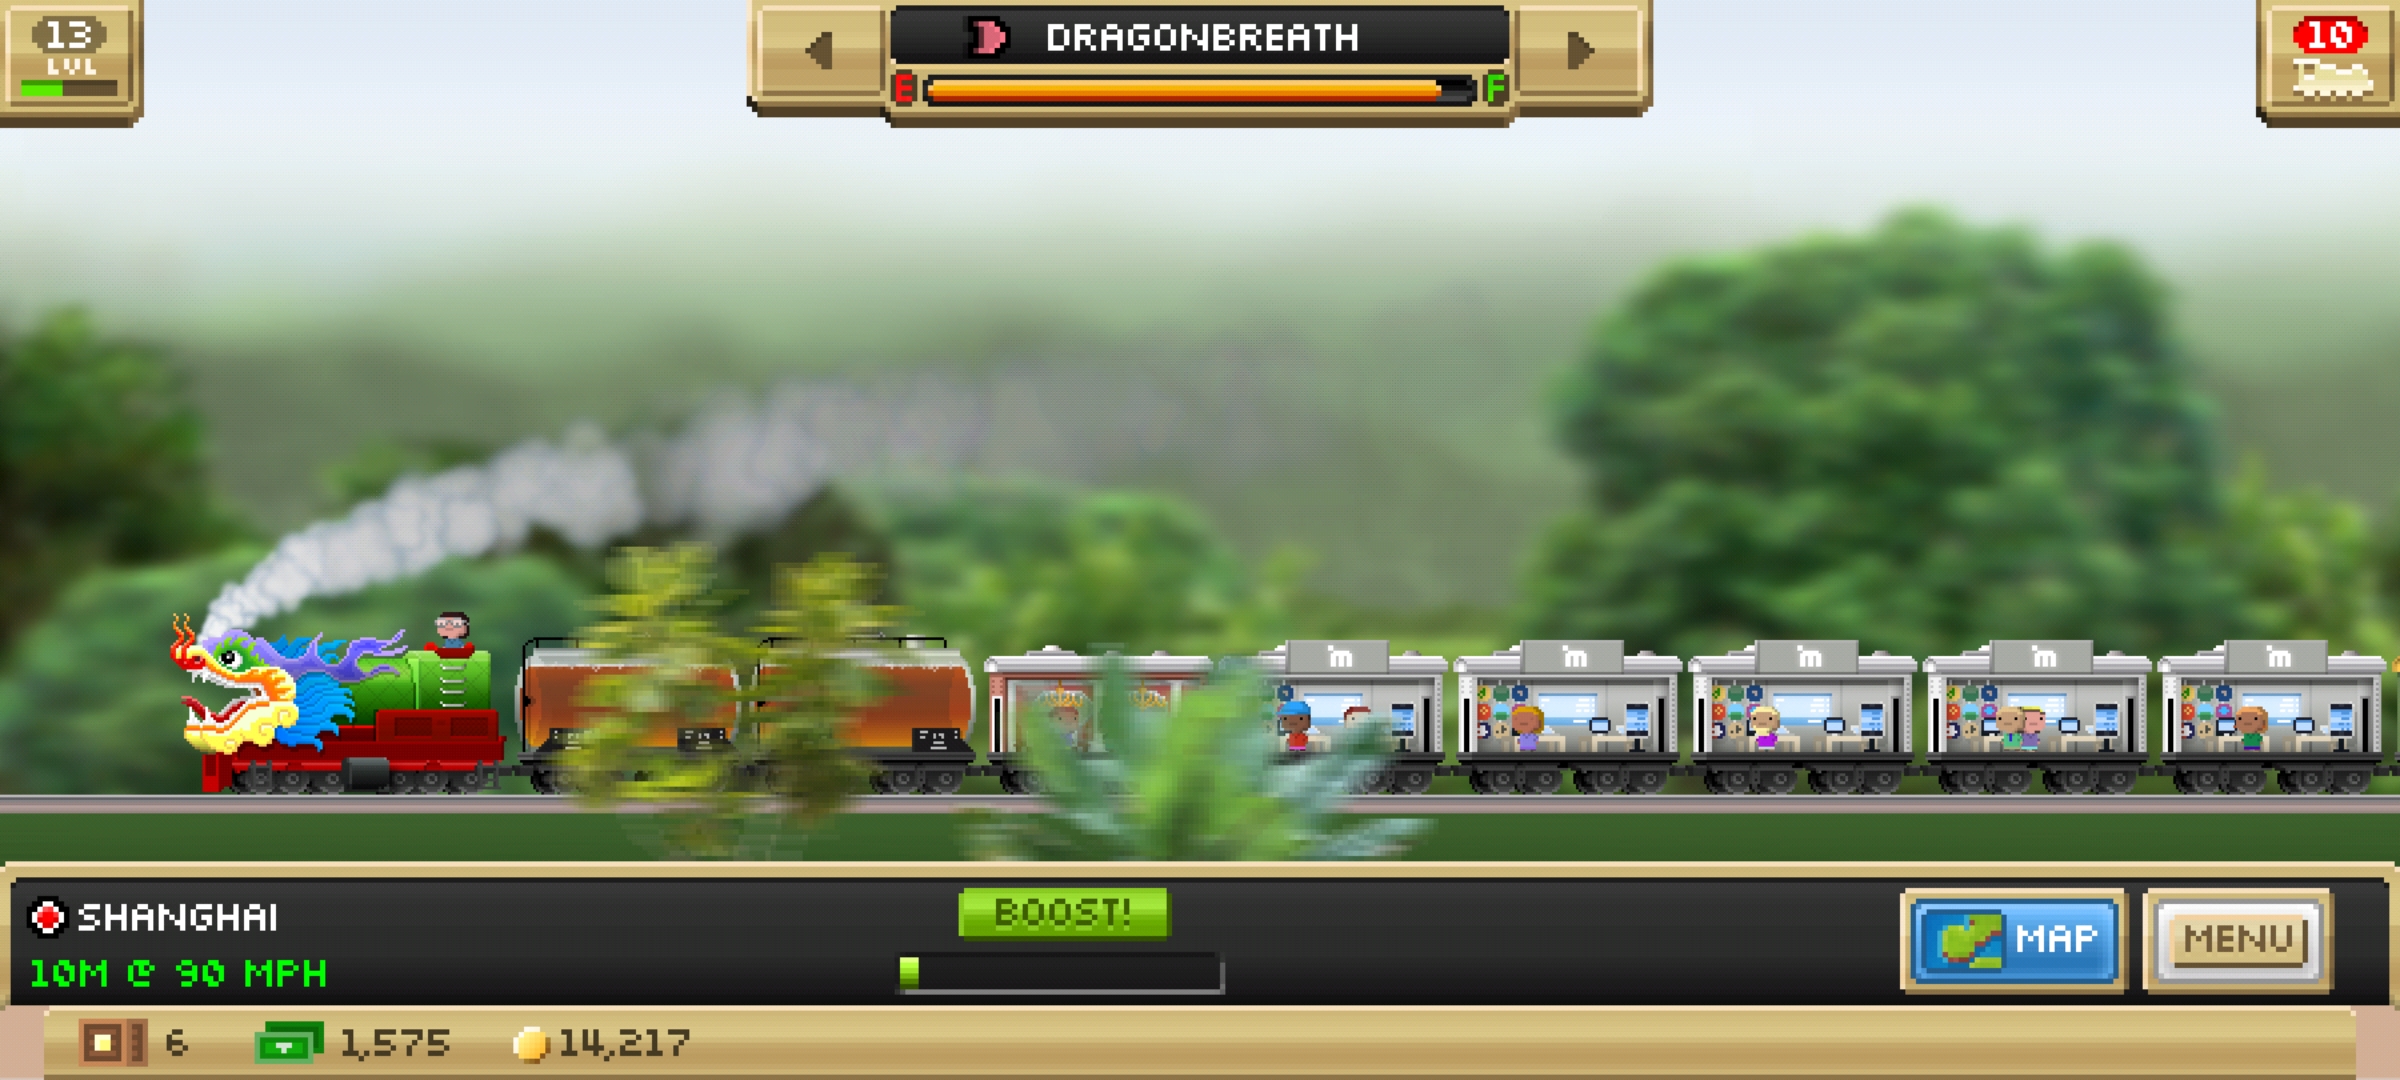 13
LVL
DRAGONBREATH
E F
10
m m m m m
SHANGHAI
10M @ 90 MPH
BOOST!
MAP
MENU
6 1,575 14,217